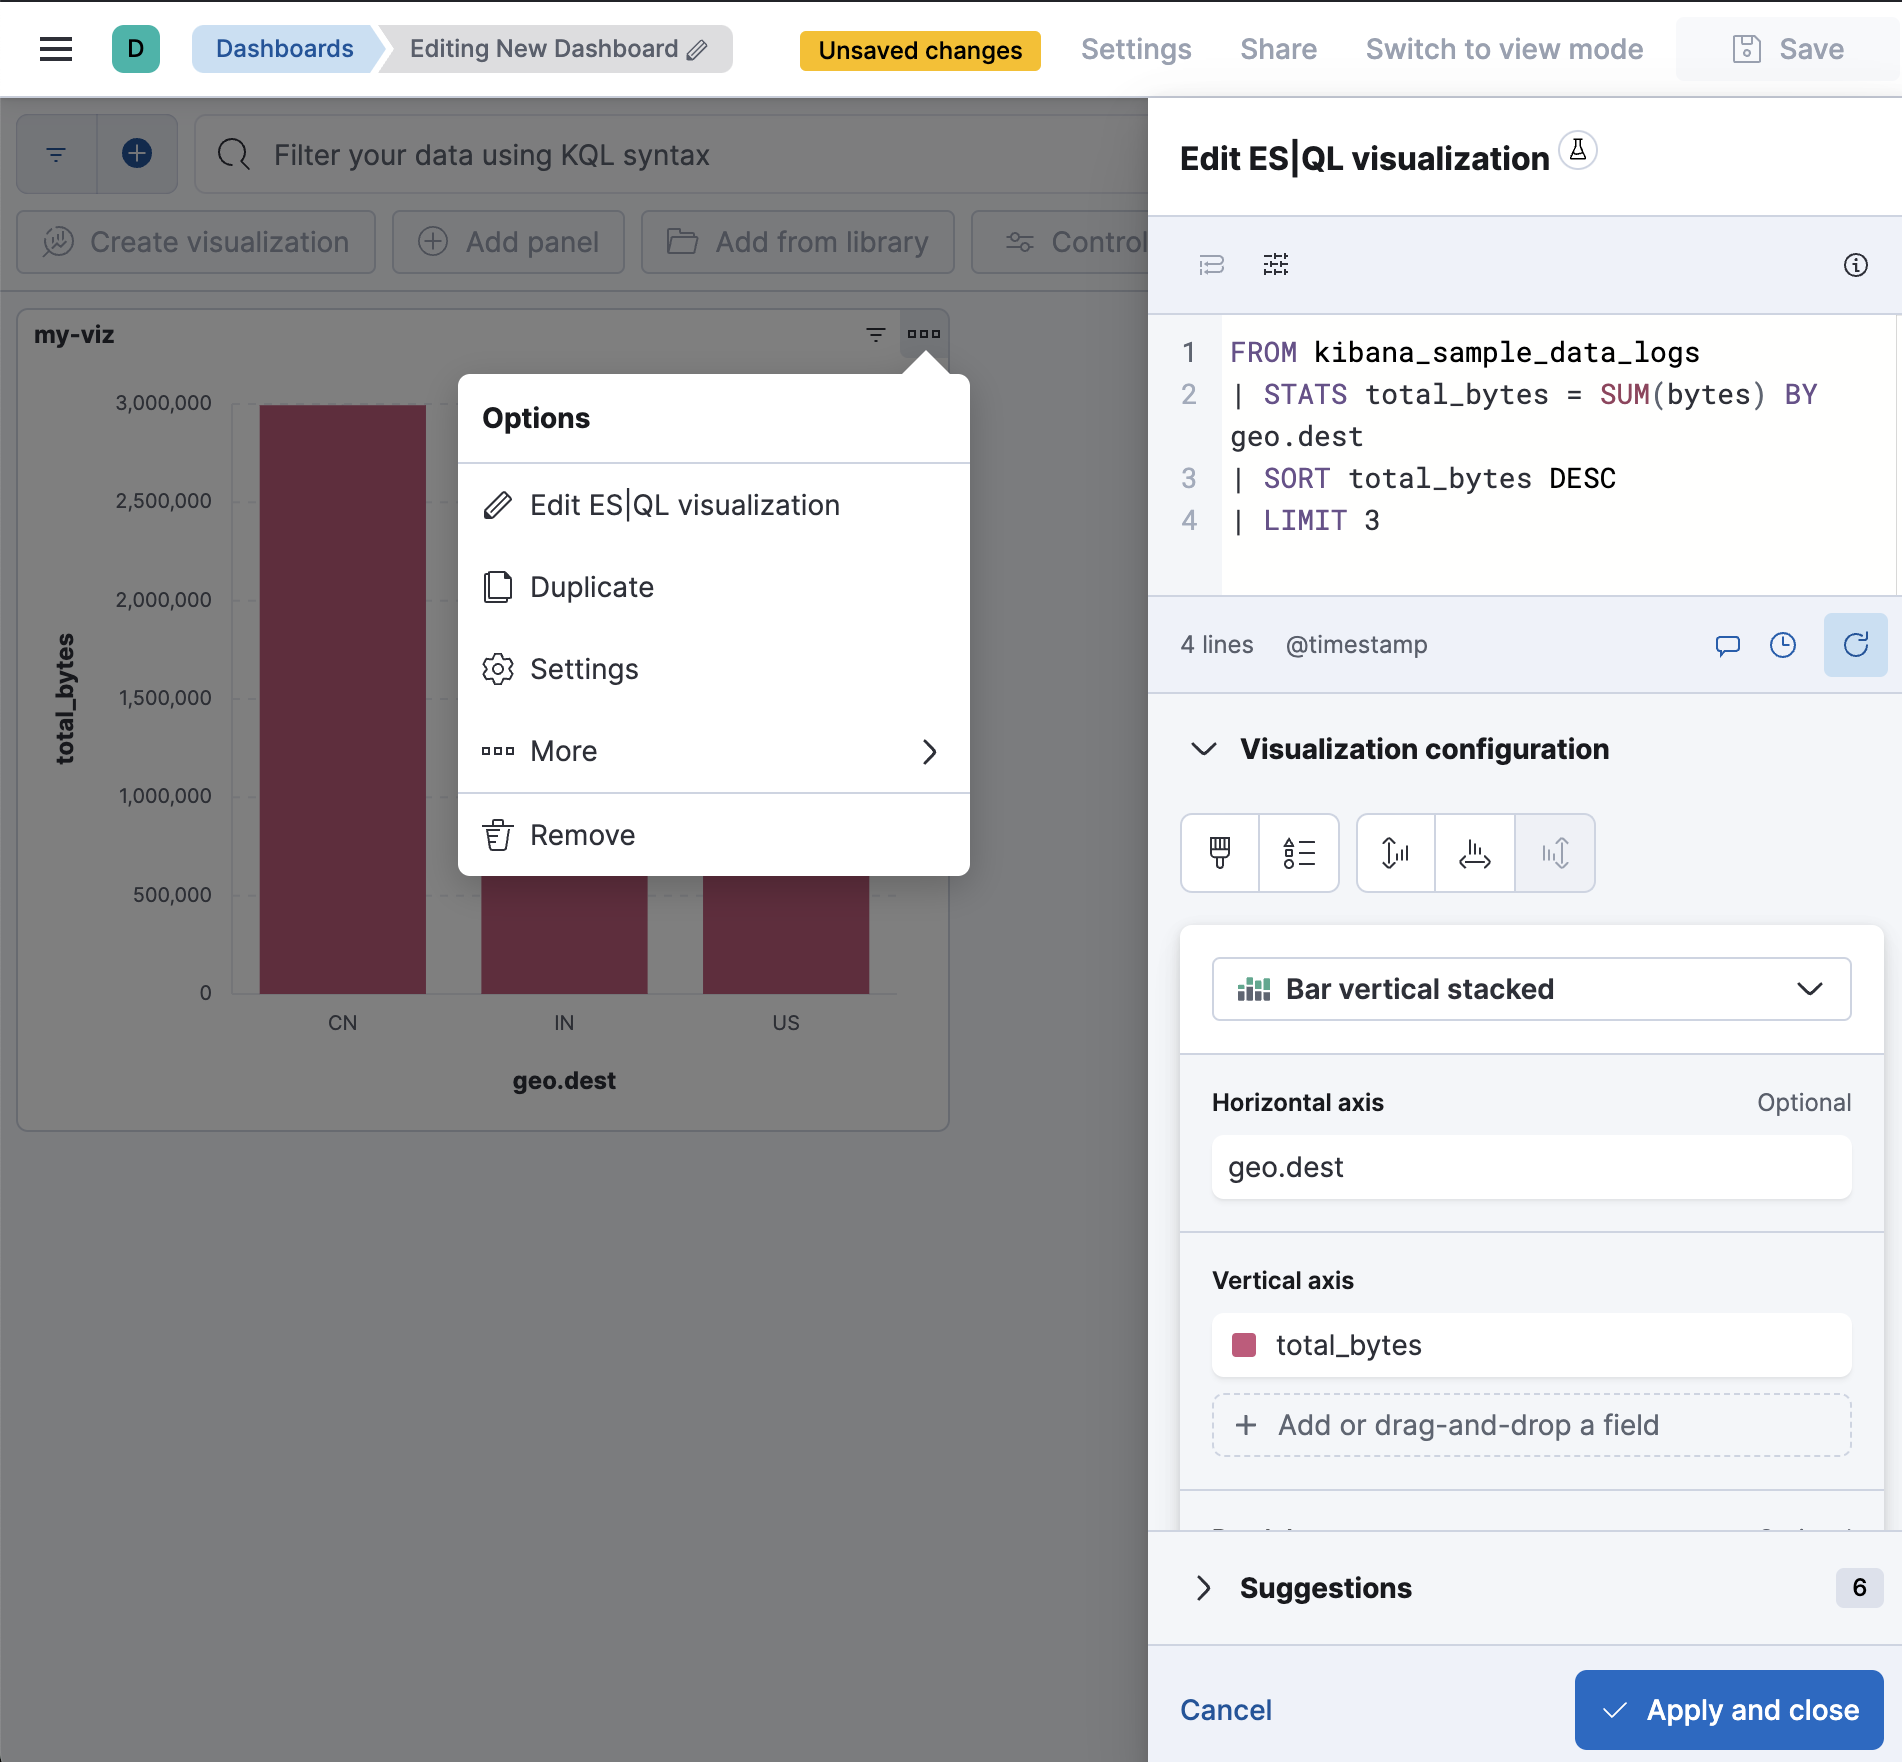 D
Dashboards
Editing New Dashboard
Unsaved changes
Settings
Share
Switch to view mode
Save
Filter your data using KQL syntax
Create visualization
Add panel
Add from library
Control
my-viz
3,000,000
2,500,000
2,000,000
1,500,000
1,000,000
500,000
0
total_bytes
CN
IN
US
geo.dest
Options
Edit ES|QL visualization
Duplicate
Settings
More
Remove
Edit ES|QL visualization
1 FROM kibana_sample_data_logs
2 | STATS total_bytes = SUM(bytes) BY
geo.dest
3 | SORT total_bytes DESC
4 | LIMIT 3
4 lines @timestamp
Visualization configuration
Bar vertical stacked
Horizontal axis Optional
geo.dest
Vertical axis
total_bytes
Add or drag-and-drop a field
Suggestions 6
Cancel
Apply and close